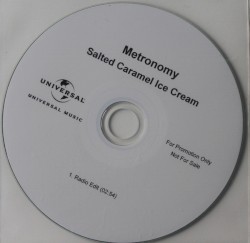 Metronomy
Salted Caramel Ice Cream
UNIVERSAL
UNIVERSAL MUSIC
For Promotion Only
Not For Sale
1. Radio Edit (02:54)